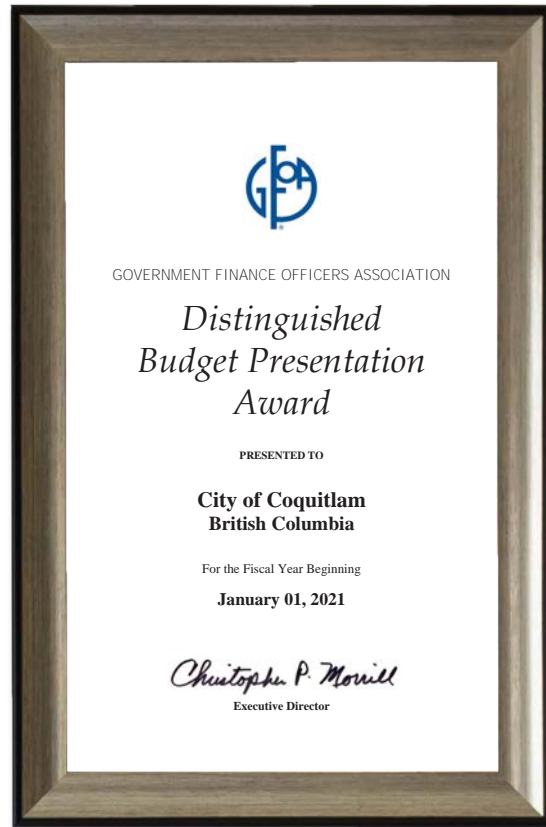 GFOA
GOVERNMENT FINANCE OFFICERS ASSOCIATION
Distinguished
Budget Presentation
Award
PRESENTED TO
City of Coquitlam
British Columbia
For the Fiscal Year Beginning
January 01, 2021
Christopher P. Morrill
Executive Director